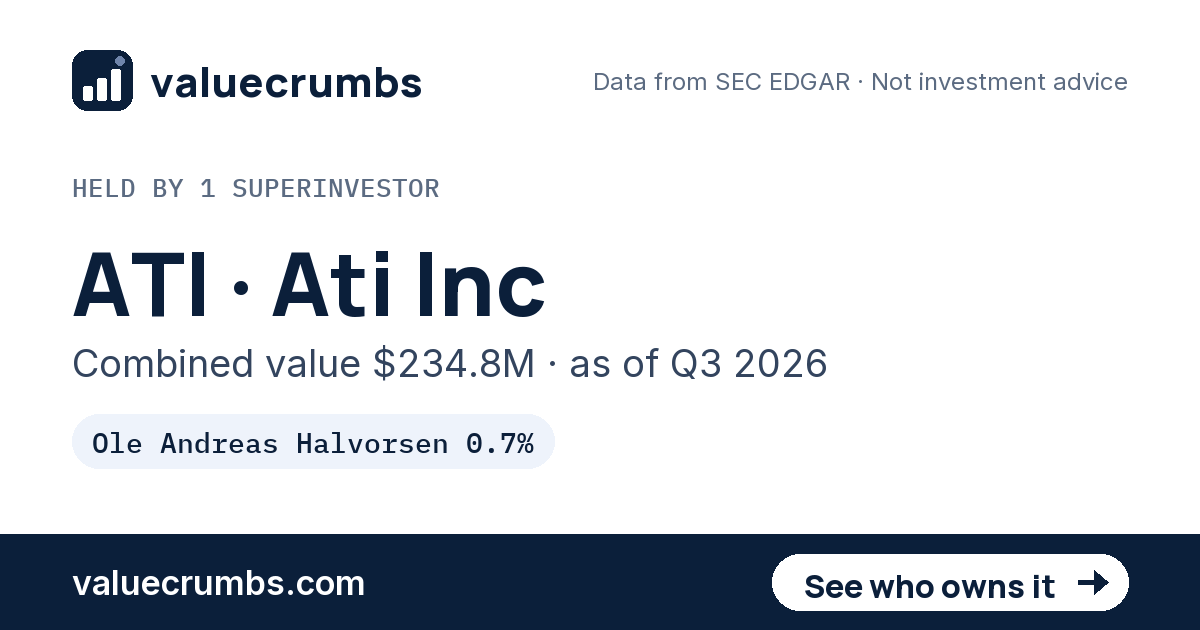 valuecrumbs
Data from SEC EDGAR · Not investment advice
HELD BY 1 SUPERINVESTOR
ATI · Ati Inc
Combined value $234.8M · as of Q3 2026
Ole Andreas Halvorsen 0.7%
valuecrumbs.com
See who owns it →